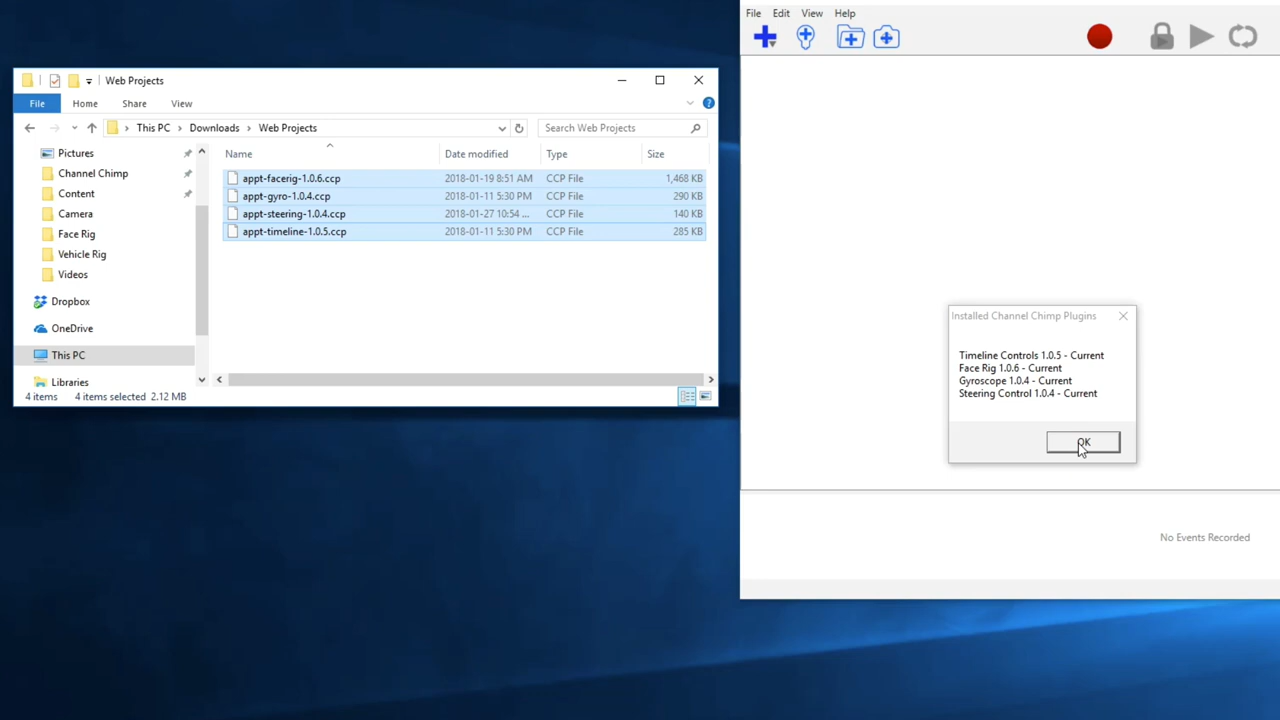 Web Projects
File Home Share View
This PC Downloads Web Projects
Search Web Projects
Pictures
Channel Chimp
Content
Camera
Face Rig
Vehicle Rig
Videos
Dropbox
OneDrive
This PC
Libraries
Name Date modified Type Size
appt-facerig-1.0.6.ccp 2018-01-19 8:51 AM CCP File 1,468 KB
appt-gyro-1.0.4.ccp 2018-01-11 5:30 PM CCP File 290 KB
appt-steering-1.0.4.ccp 2018-01-27 10:54 ... CCP File 140 KB
appt-timeline-1.0.5.ccp 2018-01-11 5:30 PM CCP File 285 KB
4 items 4 items selected 2.12 MB
File Edit View Help
Installed Channel Chimp Plugins
Timeline Controls 1.0.5 - Current
Face Rig 1.0.6 - Current
Gyroscope 1.0.4 - Current
Steering Control 1.0.4 - Current
OK
No Events Recorded